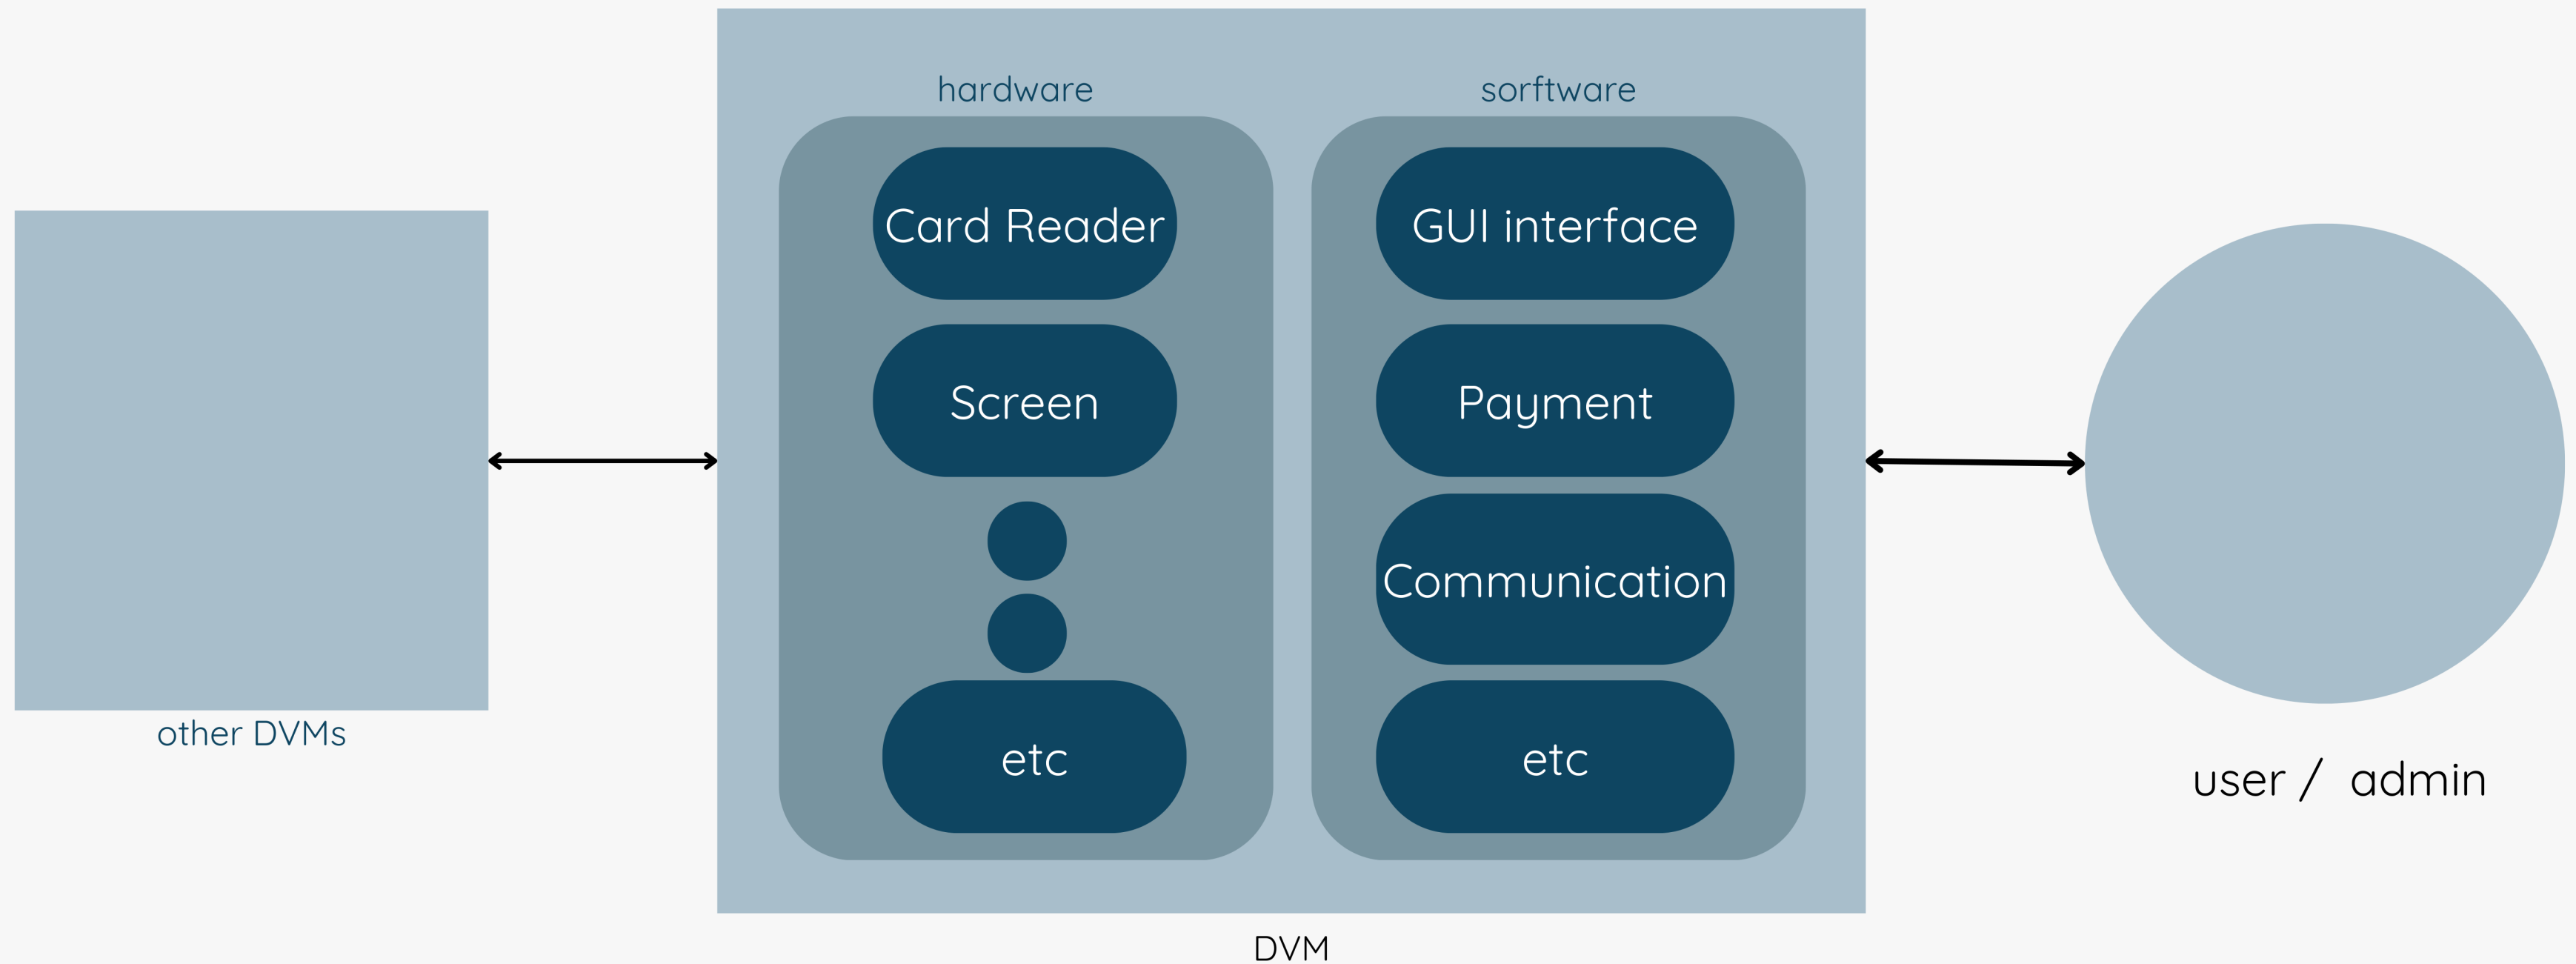 hardware
sorftware
Card Reader
GUI interface
Screen
Payment
Communication
etc
etc
other DVMs
user / admin
DVM